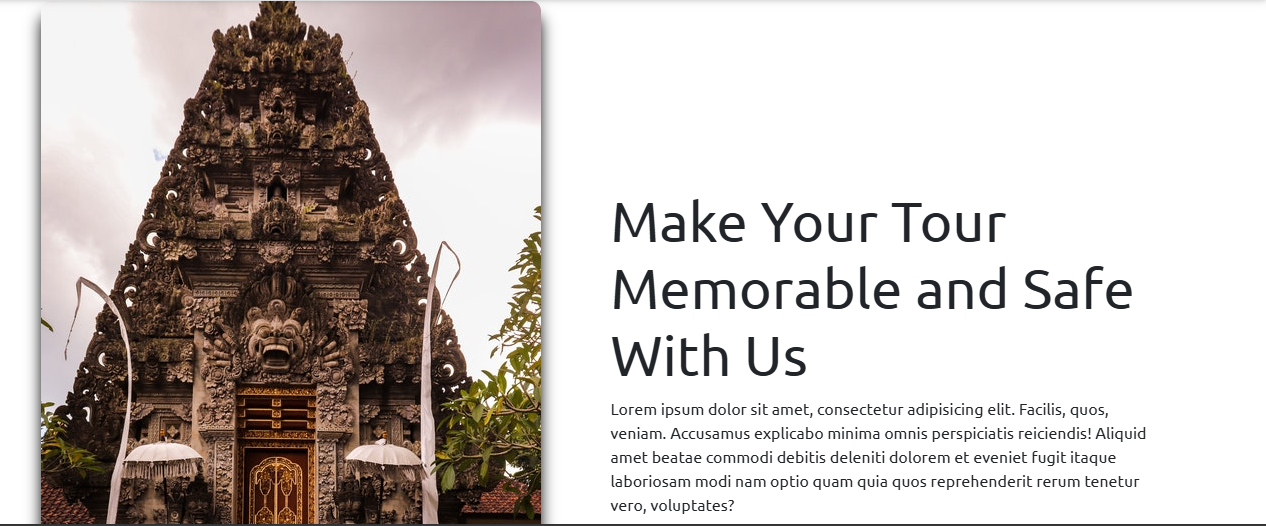 Make Your Tour
Memorable and Safe
With Us
Lorem ipsum dolor sit amet, consectetur adipisicing elit. Facilis, quos,
veniam. Accusamus explicabo minima omnis perspiciatis reiciendis! Aliquid
amet beatae commodi debitis deleniti dolorem et eveniet fugit itaque
laboriosam modi nam optio quam quia quos reprehenderit rerum tenetur
vero, voluptates?